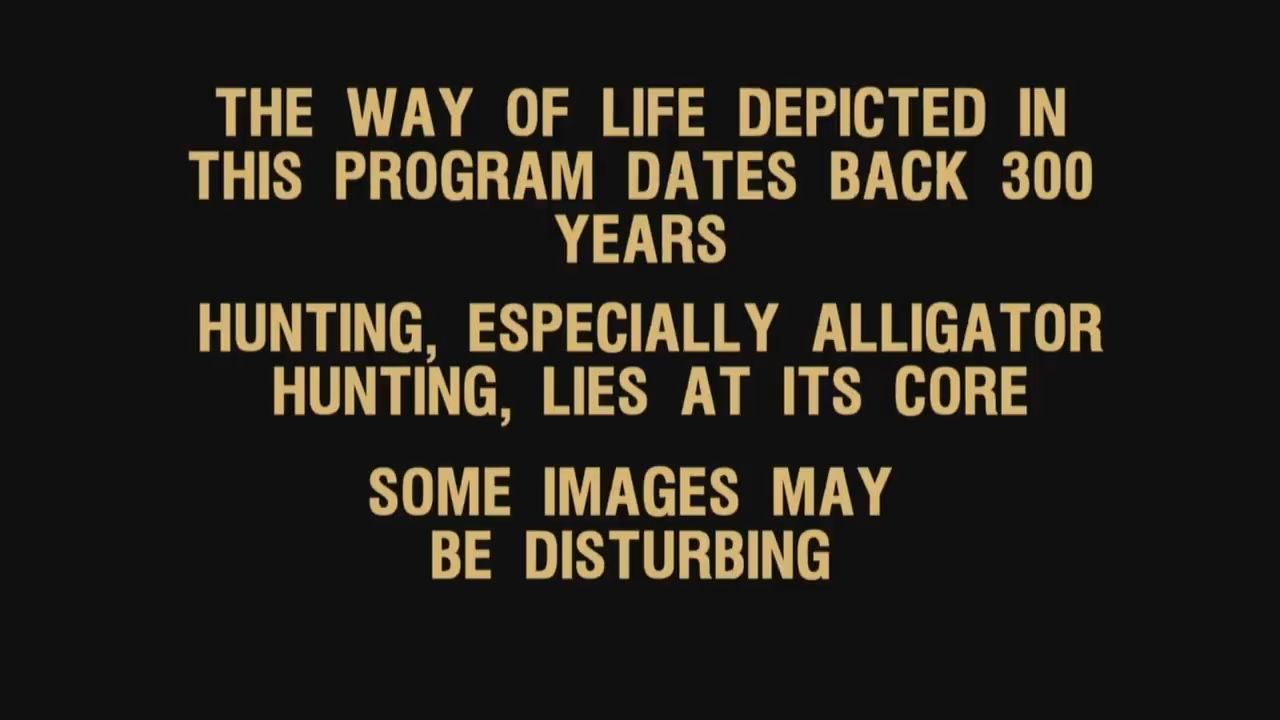 THE WAY OF LIFE DEPICTED IN
THIS PROGRAM DATES BACK 300
YEARS
HUNTING, ESPECIALLY ALLIGATOR
HUNTING, LIES AT ITS CORE
SOME IMAGES MAY
BE DISTURBING